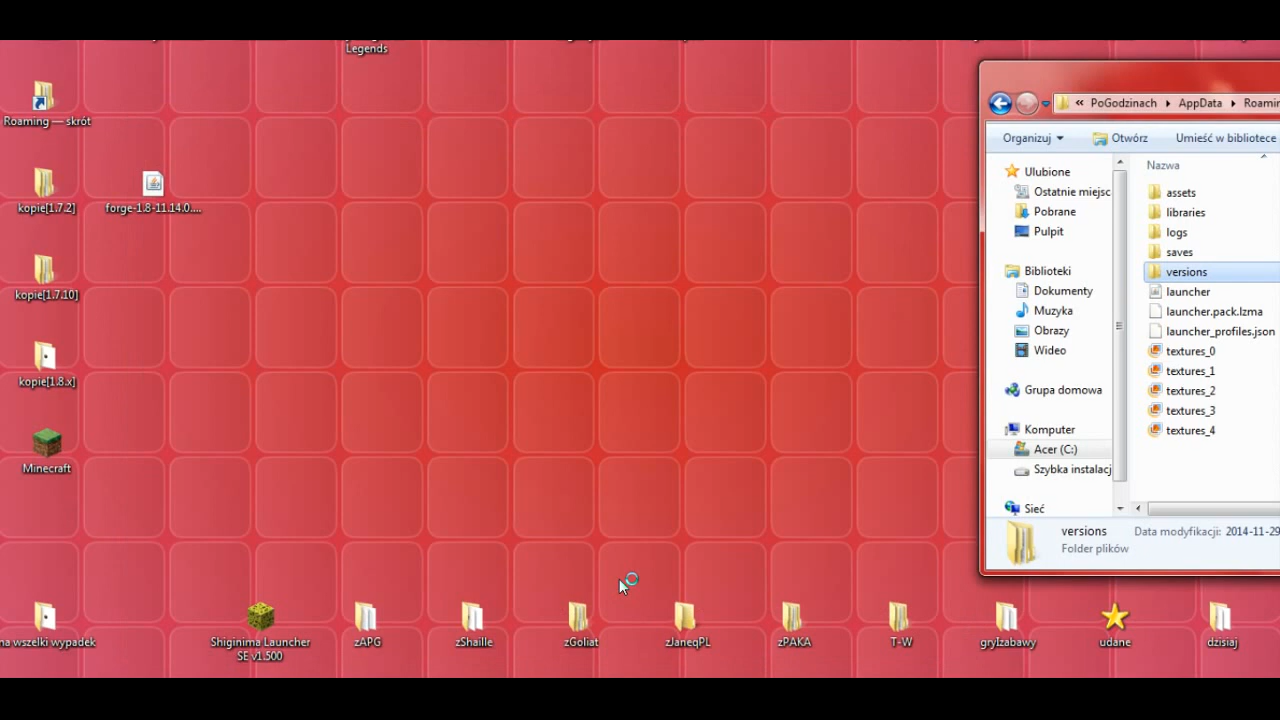 Legends
Roaming — skrót
kopie[1.7.2]
forge-1.8-11.14.0....
kopie[1.7.10]
kopie[1.8.x]
Minecraft
na wszelki wypadek
Shiginima Launcher
SE v1.500
zAPG
zShaille
zGoliat
zJaneqPL
zPAKA
T-W
gryIzabawy
udane
dzisiaj
« PoGodzinach ▸ AppData ▸ Roamin
Organizuj
Otwórz
Umieść w bibliotece
Ulubione
Ostatnie miejsc
Pobrane
Pulpit
Biblioteki
Dokumenty
Muzyka
Obrazy
Wideo
Grupa domowa
Komputer
Acer (C:)
Szybka instalacj
Sieć
Nazwa
assets
libraries
logs
saves
versions
launcher
launcher.pack.lzma
launcher_profiles.json
textures_0
textures_1
textures_2
textures_3
textures_4
versions
Data modyfikacji: 2014-11-29
Folder plików